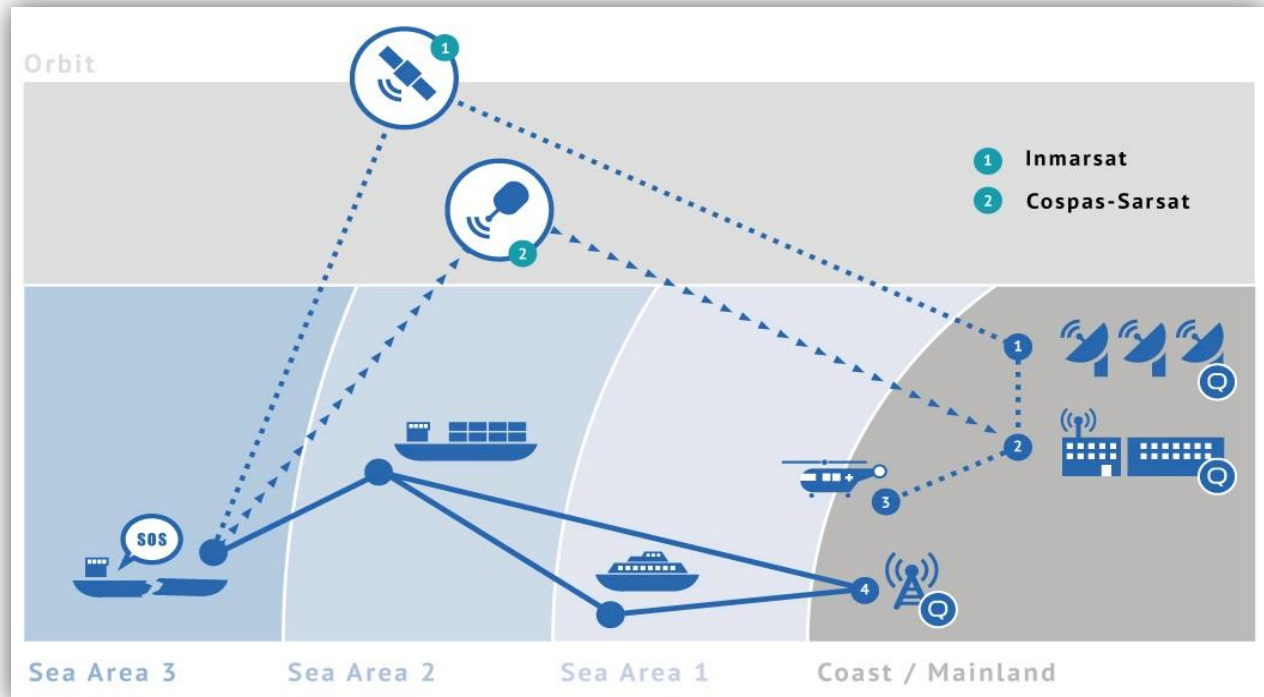 Orbit
1
1 Inmarsat
2 Cospas-Sarsat
2
1
Q
2
Q
3
SOS
4
Q
Sea Area 3
Sea Area 2
Sea Area 1
Coast / Mainland